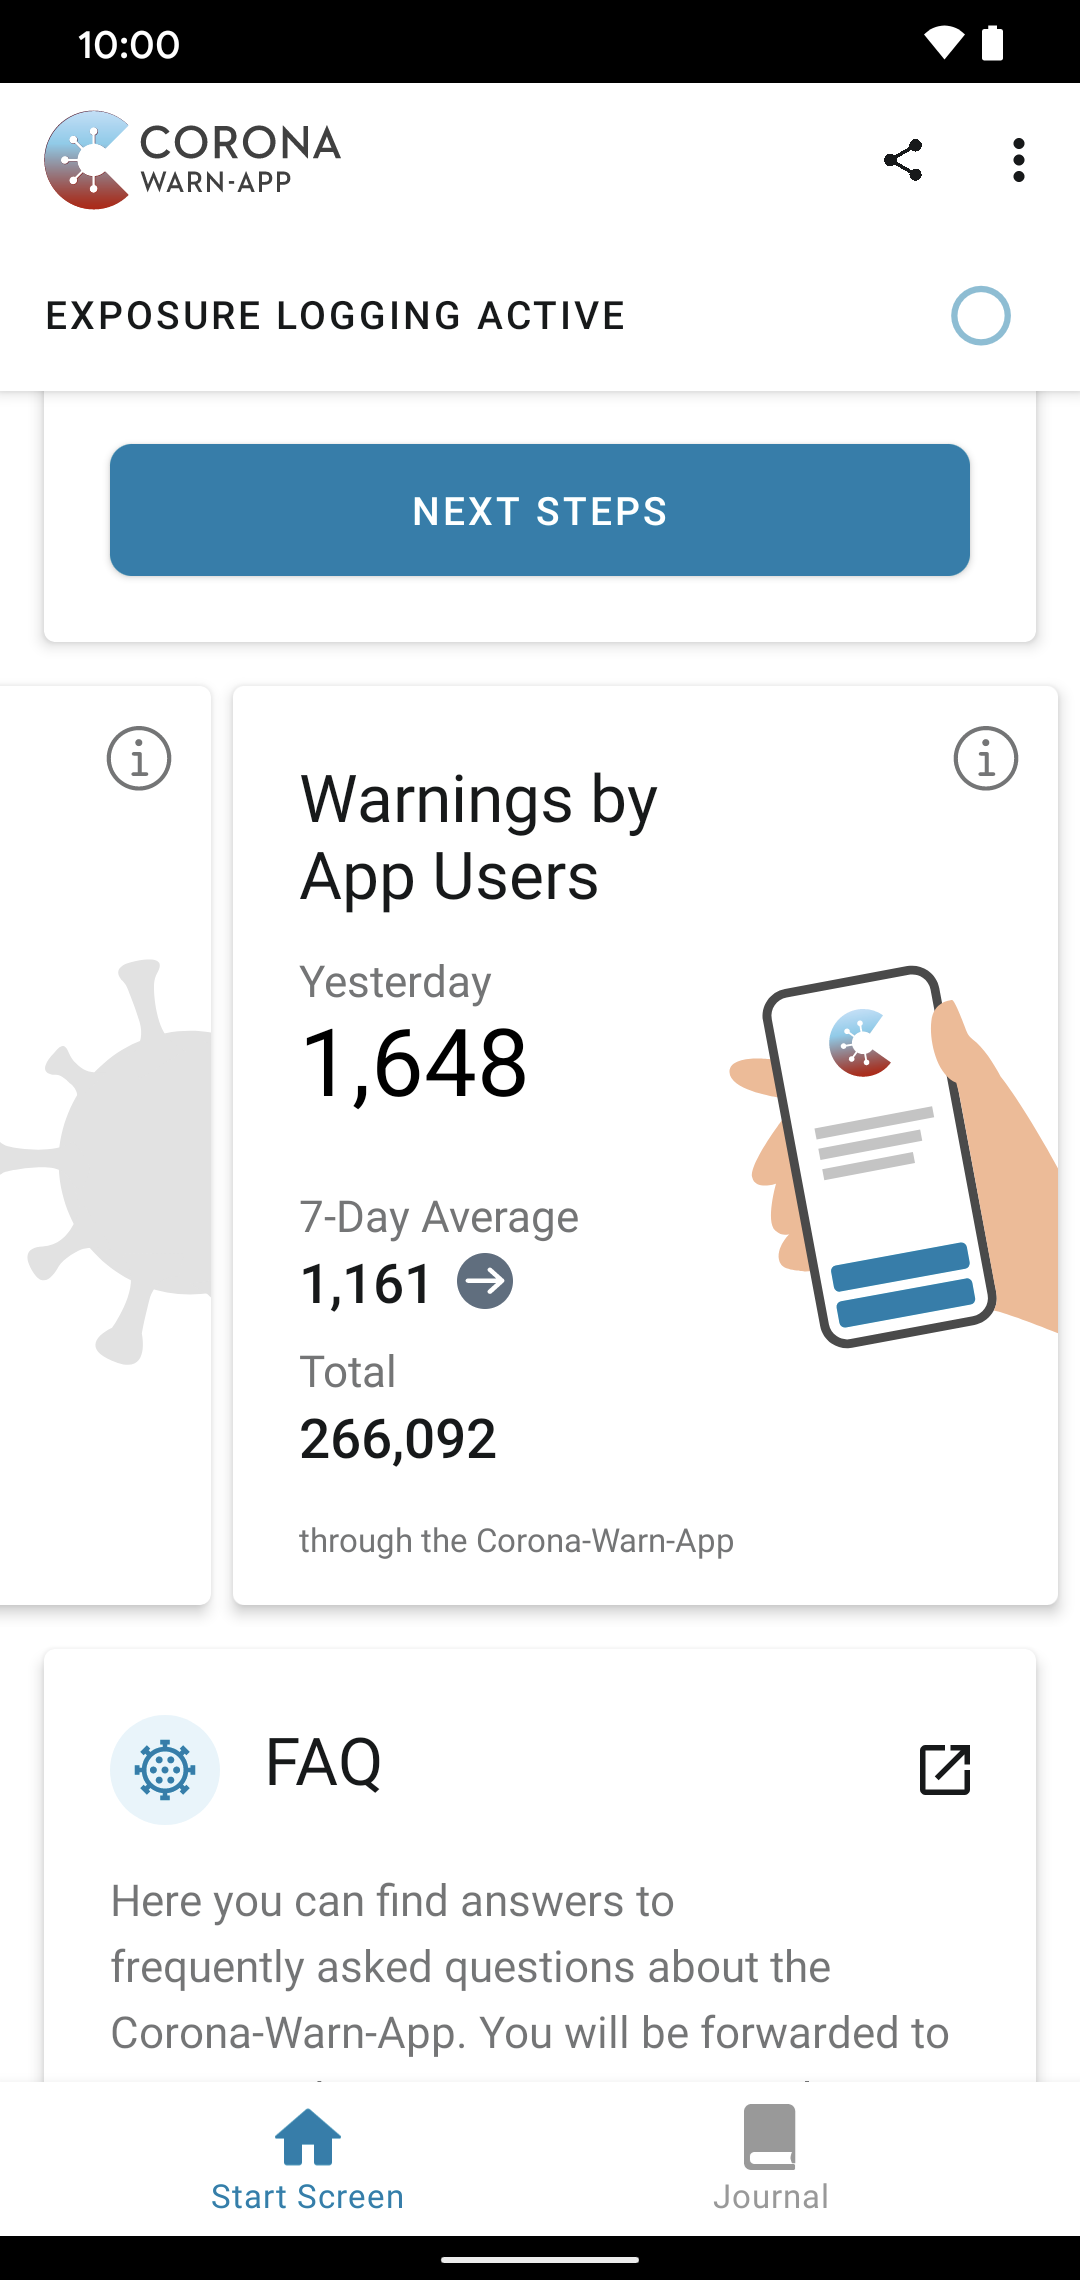 10:00
CORONA
WARN-APP
EXPOSURE LOGGING ACTIVE
NEXT STEPS
Warnings by
App Users
Yesterday
1,648
7-Day Average
1,161
Total
266,092
through the Corona-Warn-App
FAQ
Here you can find answers to
frequently asked questions about the
Corona-Warn-App. You will be forwarded to
Start Screen
Journal